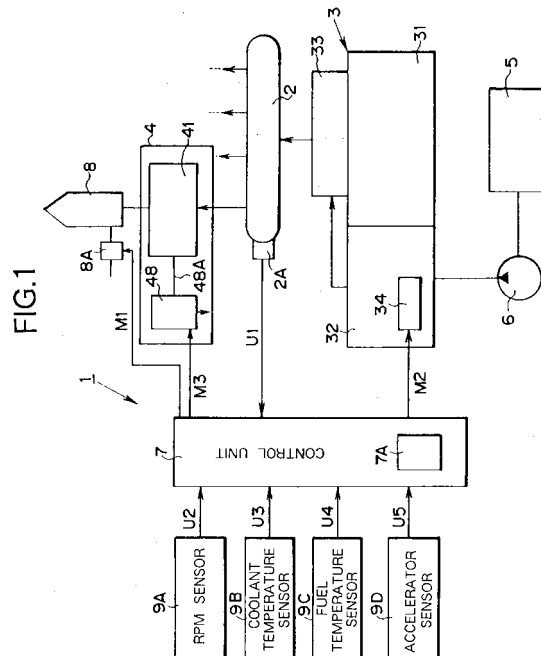 FIG.1
1
M1
8A
8
4
41
48
48A
M3
U1
2A
2
33
3
31
32
34
M2
6
5
7
CONTROL UNIT
7A
U2
U3
U4
U5
9A
RPM SENSOR
9B
COOLANT
TEMPERATURE
SENSOR
9C
FUEL
TEMPERATURE
SENSOR
9D
ACCELERATOR
SENSOR